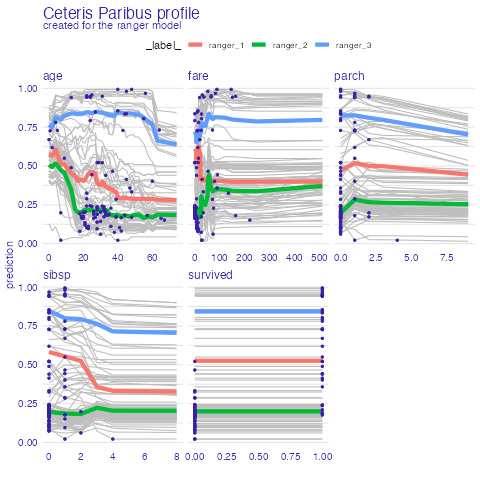 Ceteris Paribus profile
created for the ranger model
_label_ ranger_1 ranger_2 ranger_3
age fare parch
1.00
0.75
0.50
0.25
0.00
0 20 40 60 0 100 200 300 400 500 0.0 2.5 5.0 7.5
prediction
sibsp survived
1.00
0.75
0.50
0.25
0.00
0 2 4 6 8 0.00 0.25 0.50 0.75 1.00